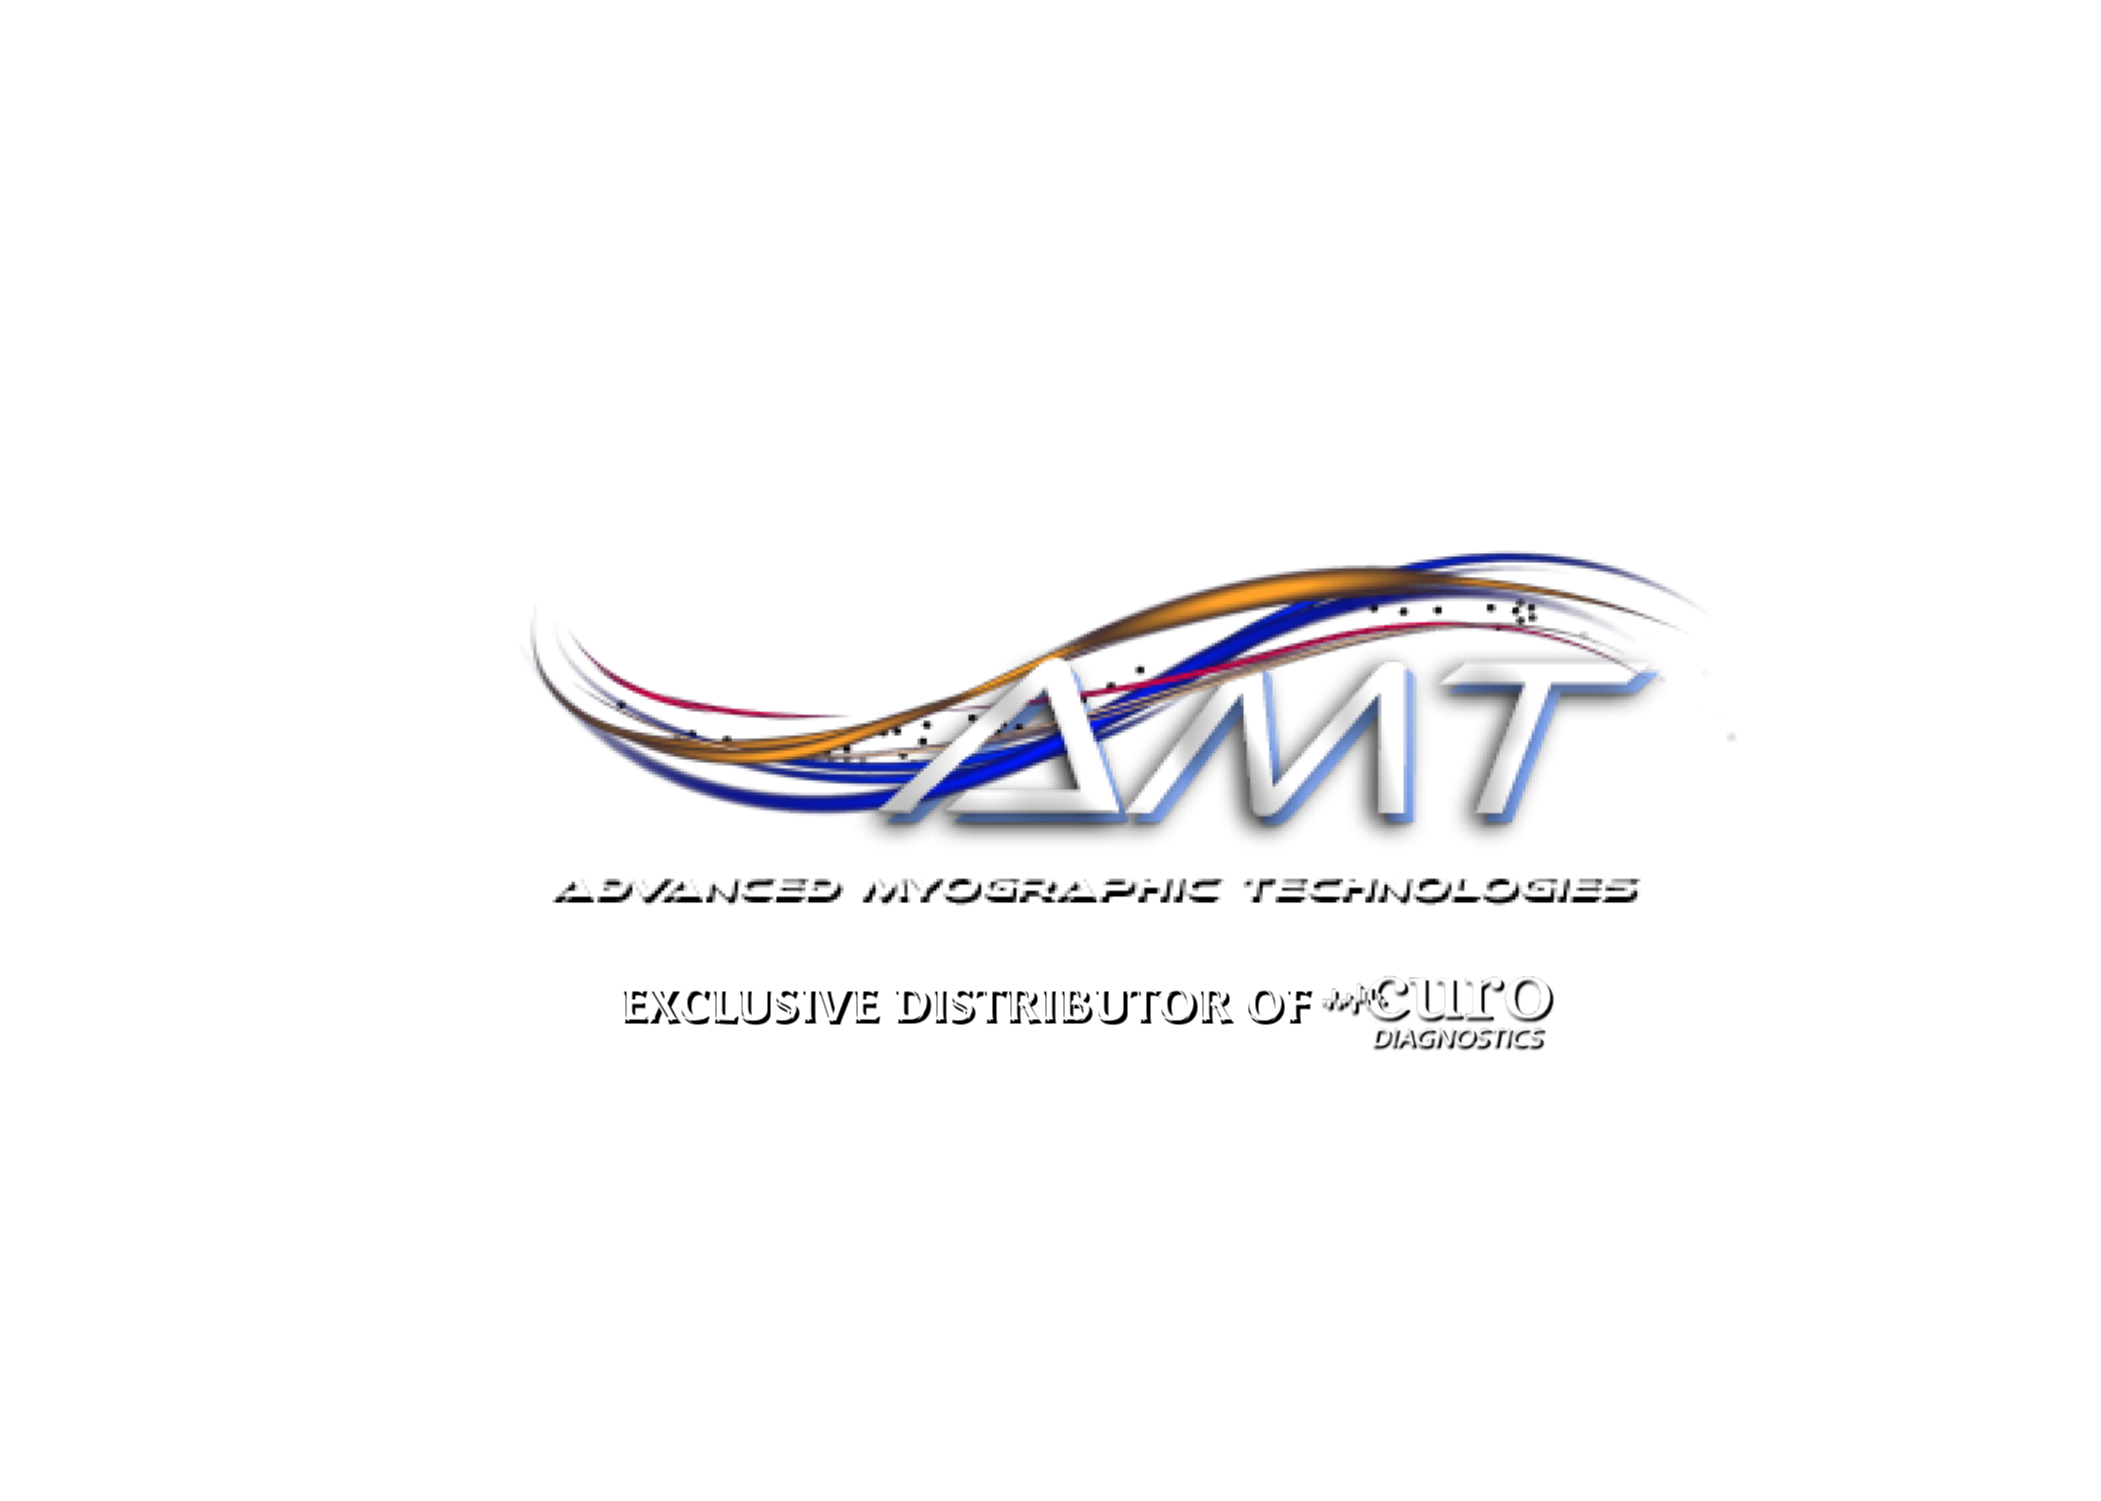 AMT
ADVANCED MYOGRAPHIC TECHNOLOGIES
EXCLUSIVE DISTRIBUTOR OF curo
DIAGNOSTICS